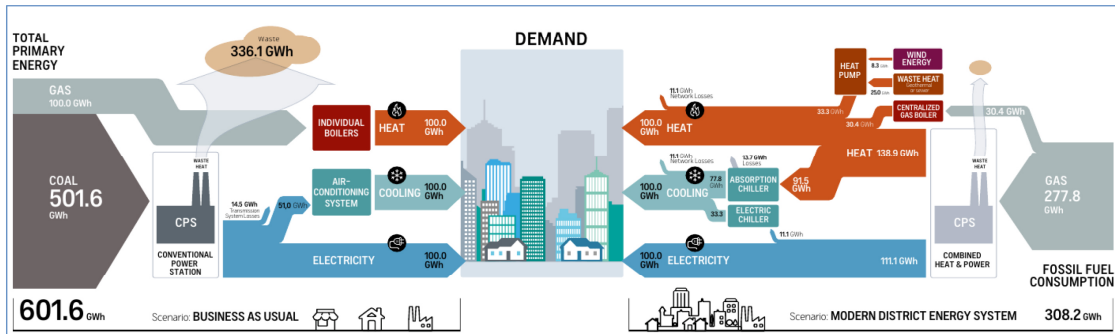 TOTAL
PRIMARY
ENERGY
GAS
100.0 GWh
COAL
501.6
GWh
601.6 GWh
Waste
336.1 GWh
WASTE
HEAT
CPS
CONVENTIONAL
POWER
STATION
14.5 GWh
Transmission
System Losses
51.0 GWh
INDIVIDUAL
BOILERS
HEAT
100.0
GWh
AIR-
CONDITIONING
SYSTEM
COOLING
100.0
GWh
ELECTRICITY
100.0
GWh
Scenario: BUSINESS AS USUAL
DEMAND
100.0
GWh
HEAT
11.1 GWh
Network Losses
HEAT
PUMP
8.3 GWh
WIND
ENERGY
25.0 GWh
WASTE HEAT
Geothermal
or sewer
33.3 GWh
30.4 GWh
CENTRALIZED
GAS BOILER
30.4 GWh
HEAT 138.9 GWh
100.0
GWh
COOLING
11.1 GWh
Network Losses
77.8
GWh
13.7 GWh
Losses
ABSORPTION
CHILLER
91.5
GWh
33.3
ELECTRIC
CHILLER
100.0
GWh
ELECTRICITY
11.1 GWh
111.1 GWh
WASTE
HEAT
CPS
COMBINED
HEAT & POWER
GAS
277.8
GWh
FOSSIL FUEL
CONSUMPTION
Scenario: MODERN DISTRICT ENERGY SYSTEM
308.2 GWh